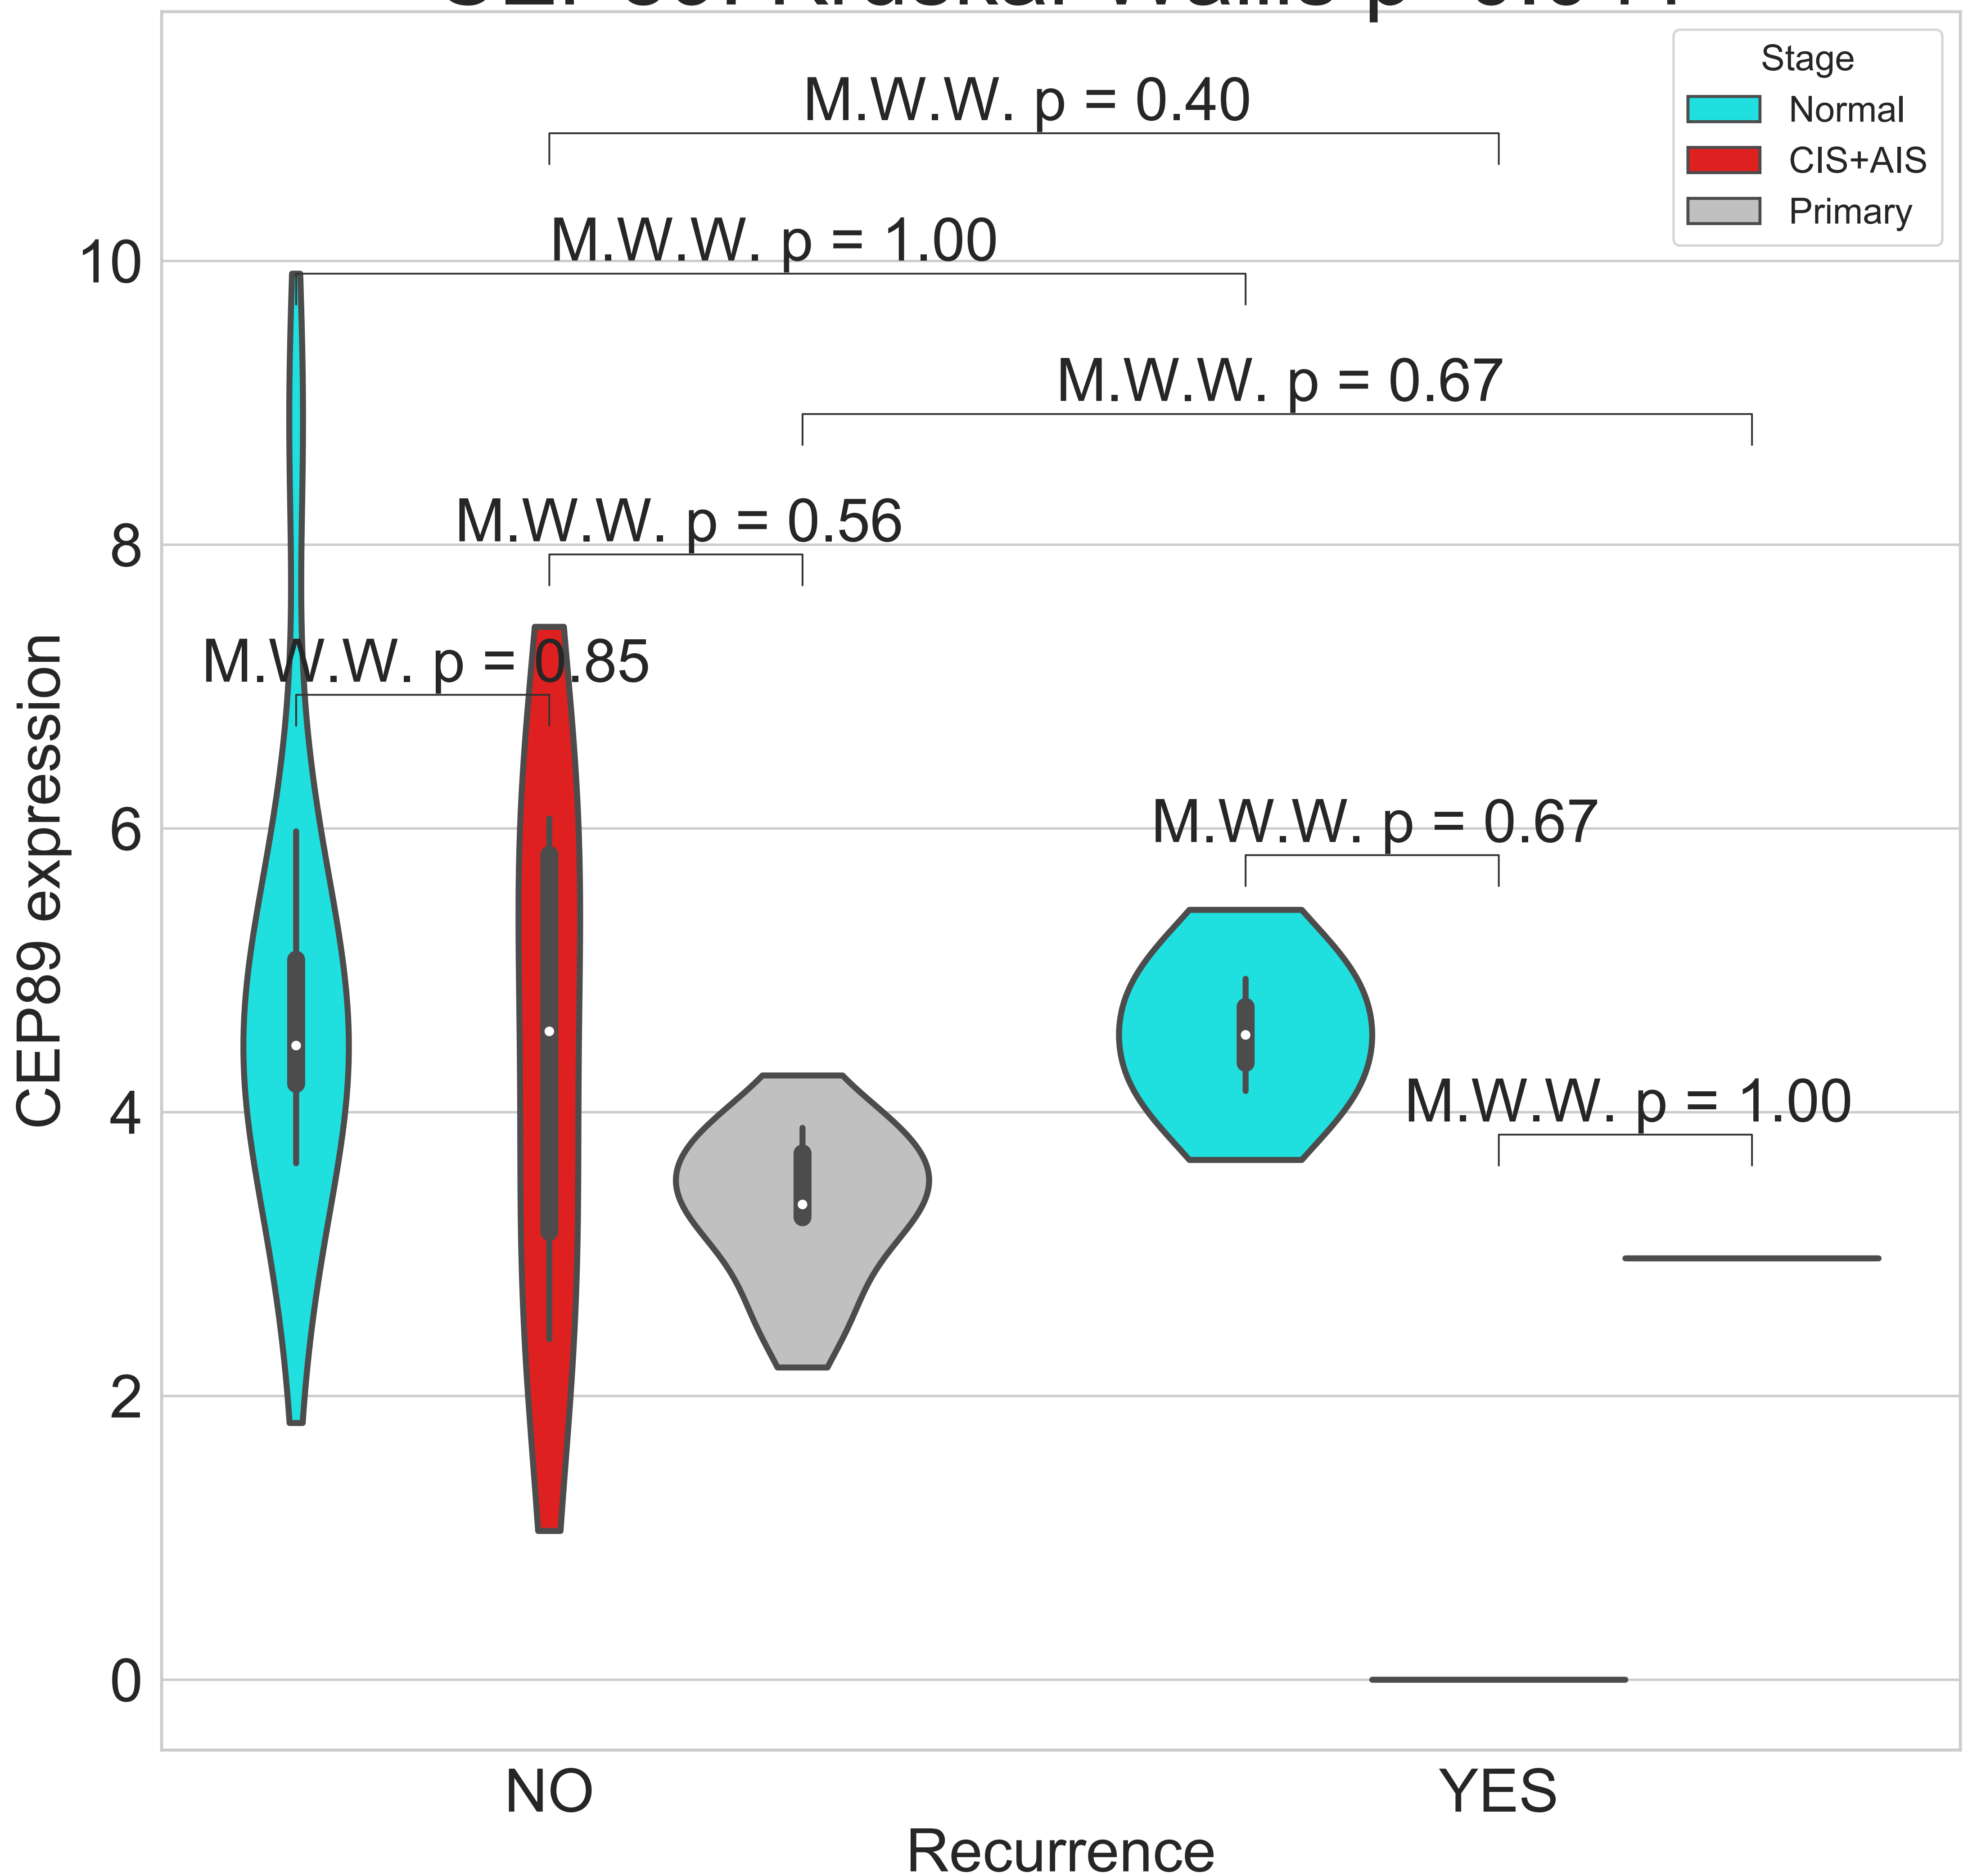 Stage
Normal
CIS+AIS
Primary
M.W.W. p = 0.40
M.W.W. p = 1.00
M.W.W. p = 0.67
M.W.W. p = 0.56
M.W.W. p = 0.85
M.W.W. p = 0.67
M.W.W. p = 1.00
10
8
6
4
2
0
CEP89 expression
NO
YES
Recurrence